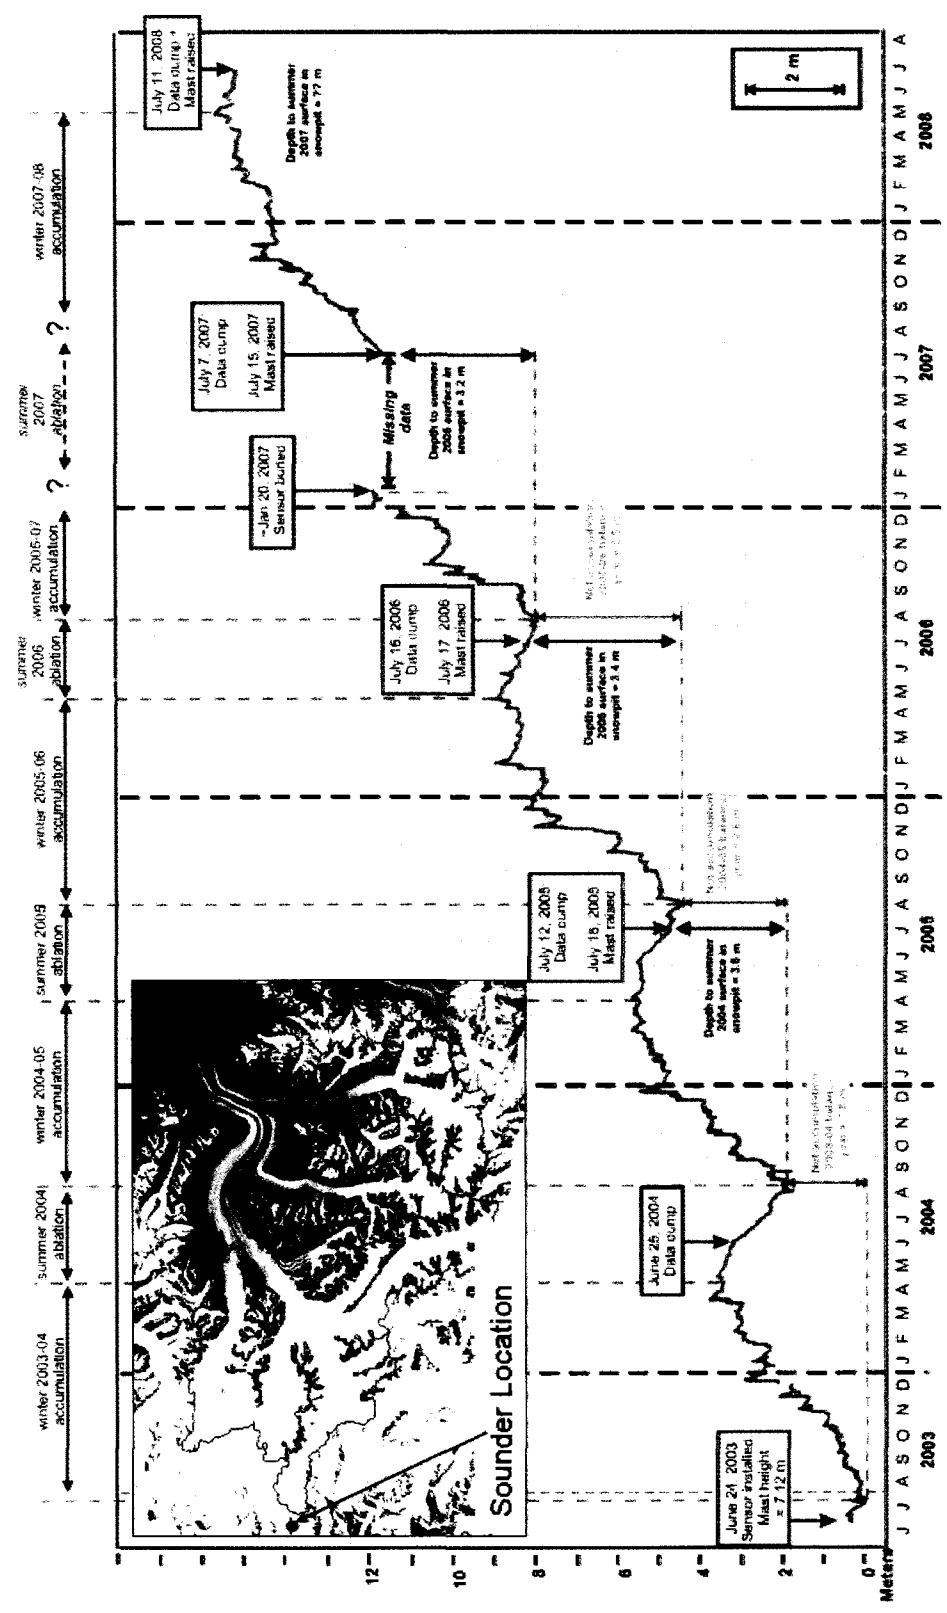 winter 2003-04
accumulation
summer 2004
ablation
winter 2004-05
accumulation
summer 2005
ablation
winter 2005-06
accumulation
summer
2006
ablation
winter 2006-07
accumulation
?
summer
2007
ablation
?
winter 2007-08
accumulation
July 11, 2008
Data dump
Mast raised
Depth to summer
2007 surface in
snowpit = ?? m
2 m
July 7, 2007
Data dump
July 15, 2007
Mast raised
Missing
data
Depth to summer
2006 surface in
snowpit = 3.2 m
~Jan 20, 2007
Sensor buried
July 16, 2006
Data dump
July 17, 2006
Mast raised
Depth to summer
2005 surface in
snowpit = 3.4 m
Net accumulation
July 12, 2005
Data dump
July 18, 2005
Mast raised
Depth to summer
2004 surface in
Net accumulation
June 25, 2004
Data dump
Net accumulation
Sounder Location
June 24, 2003
Sensor installed
Mast height
= 7.12 m
12
10
8
6
4
2
0
Meters
J J A S O N D J F M A M J J A S O N D J F M A M J J A S O N D J F M A M J J A S O N D J F M A M J J A S O N D J F M A M J J A
2003 2004 2005 2006 2007 2008